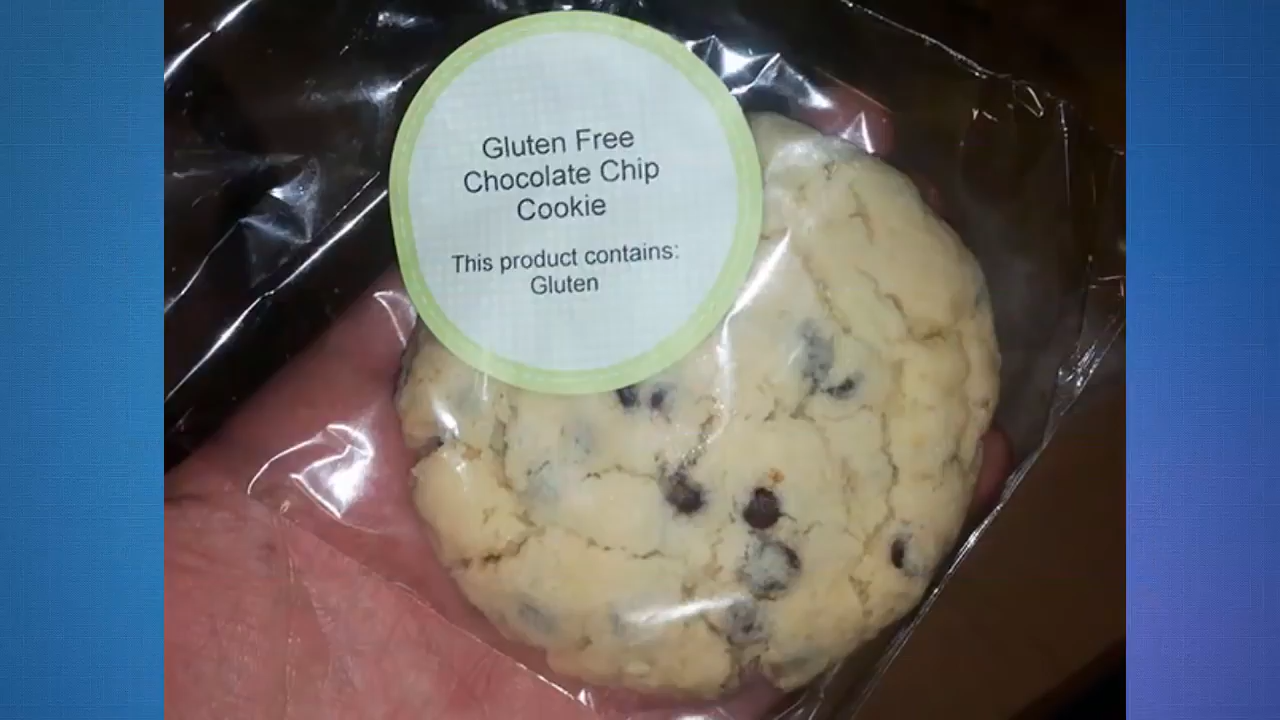 Gluten Free
Chocolate Chip
Cookie
This product contains:
Gluten